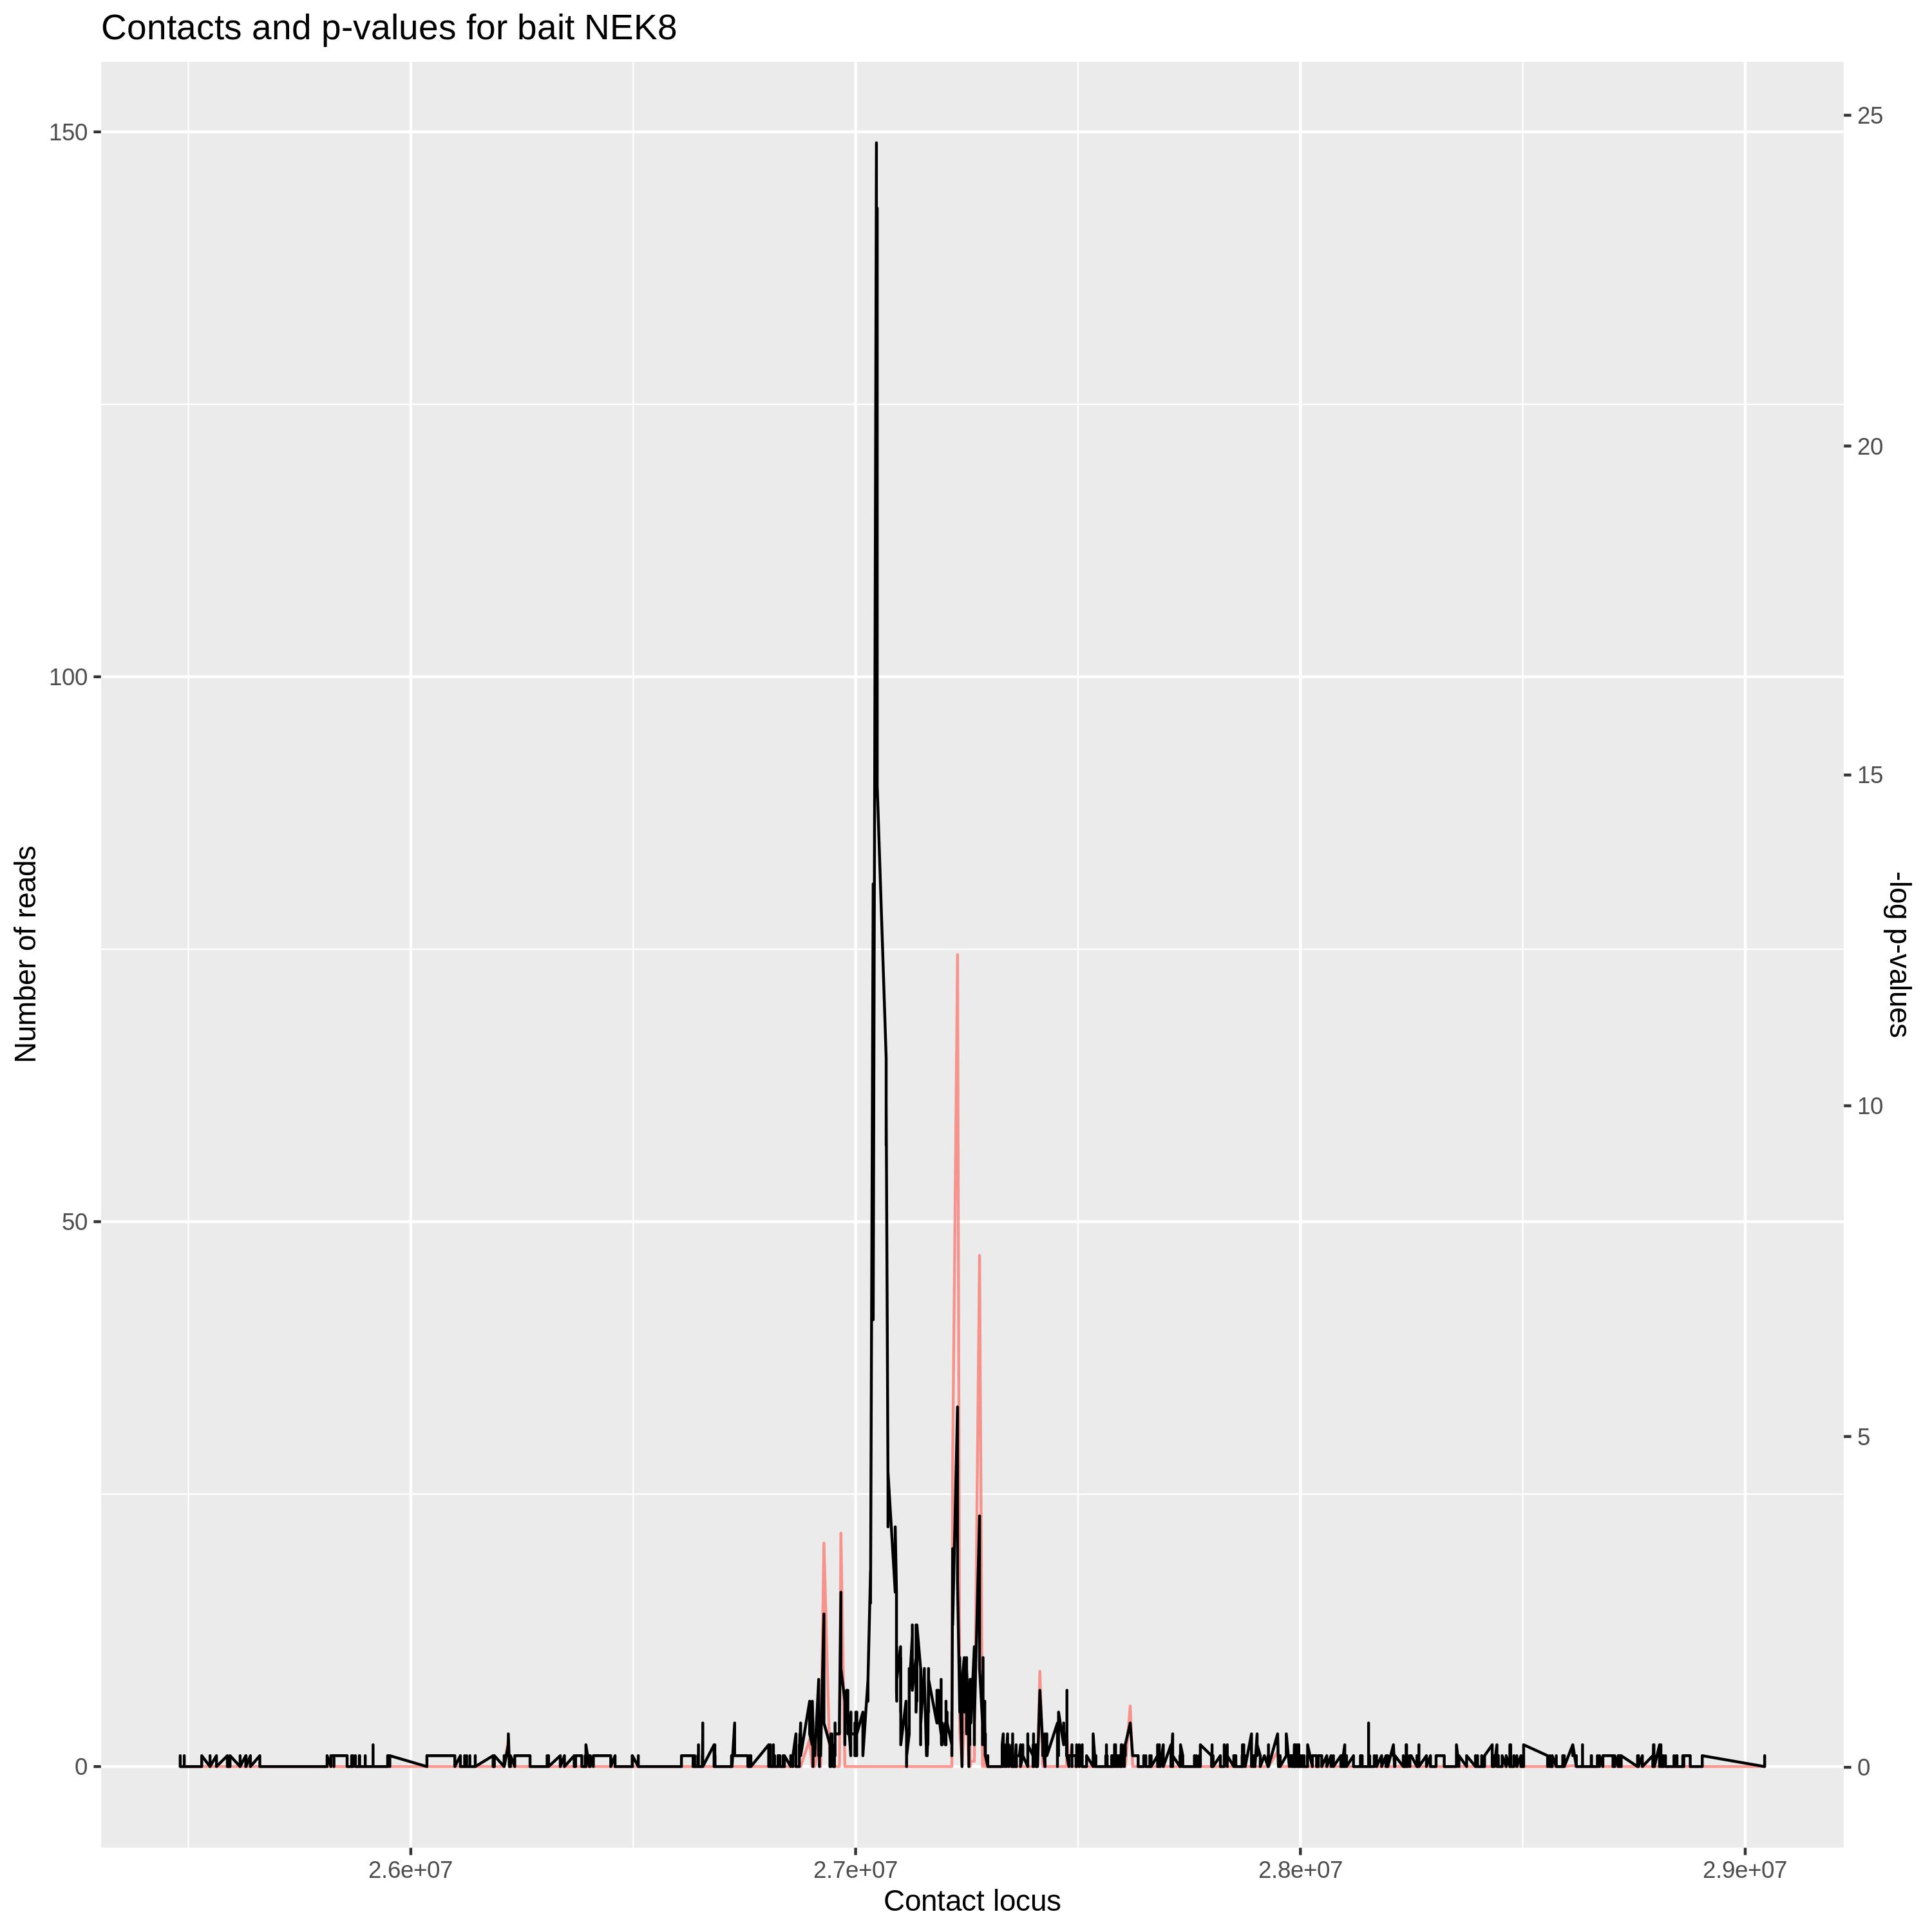 Contacts and p-values for bait NEK8
150
100
50
0
Number of reads
25
20
15
10
5
0
-log p-values
2.6e+07 2.7e+07 2.8e+07 2.9e+07
Contact locus